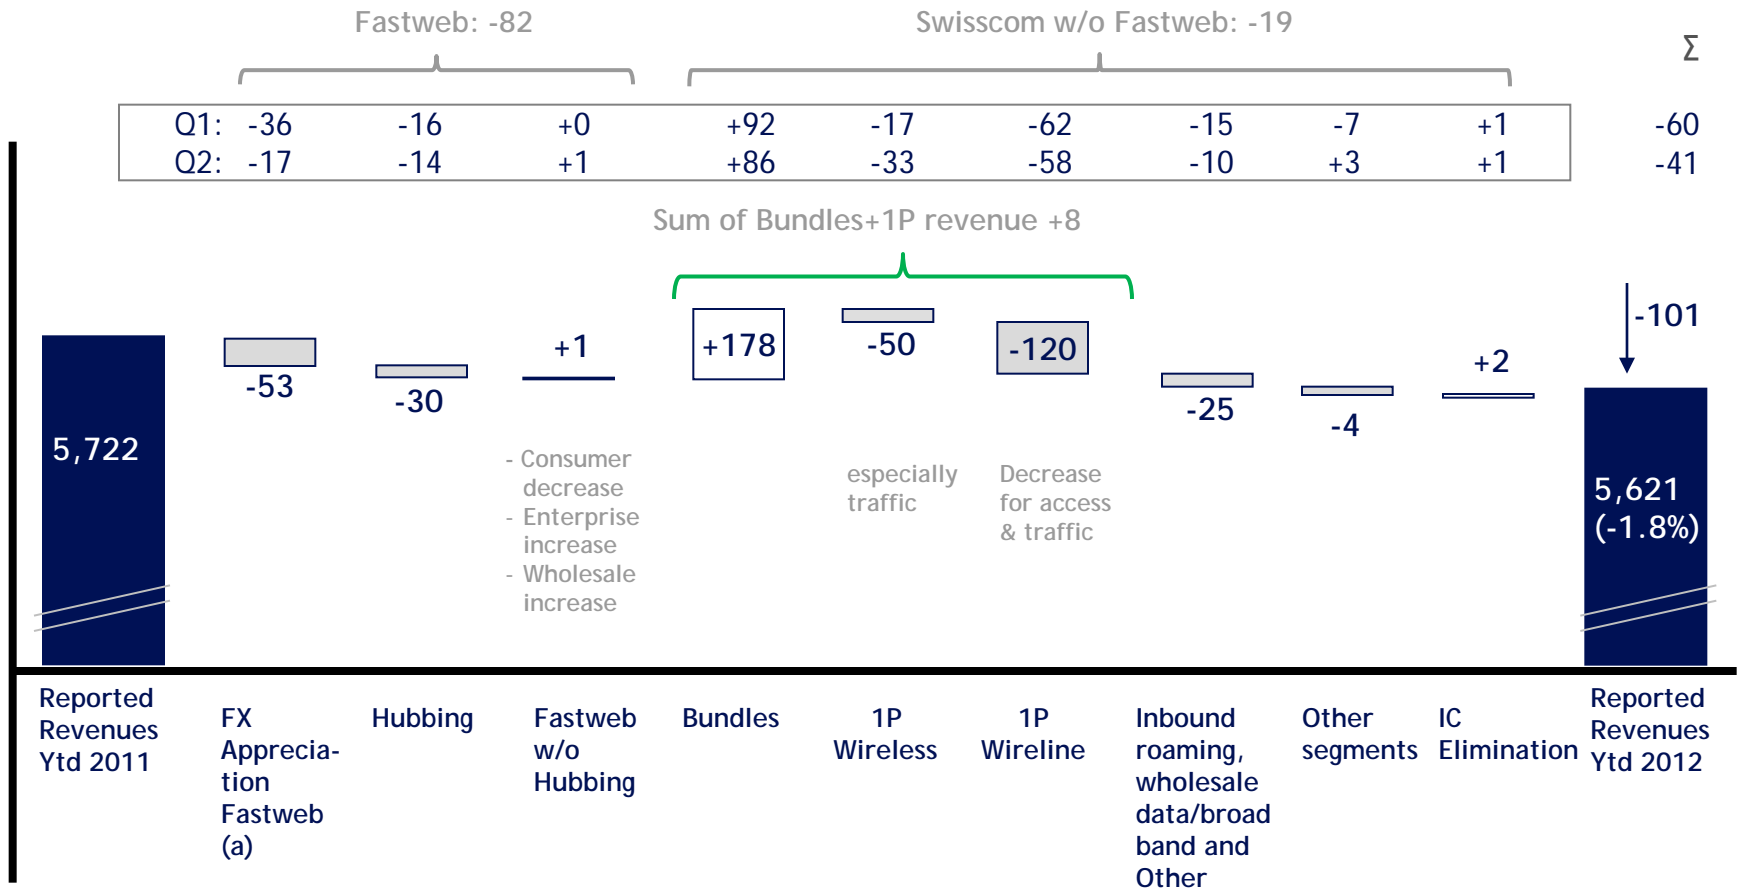 Fastweb: -82
Swisscom w/o Fastweb: -19
Σ
Q1: -36 -16 +0 +92 -17 -62 -15 -7 +1 -60
Q2: -17 -14 +1 +86 -33 -58 -10 +3 +1 -41
Sum of Bundles+1P revenue +8
5,722
-53
-30
+1
+178
-50
-120
-25
-4
+2
-101
5,621
(-1.8%)
- Consumer
decrease
- Enterprise
increase
- Wholesale
increase
especially
traffic
Decrease
for access
& traffic
Reported
Revenues
Ytd 2011
FX
Apprecia-
tion
Fastweb
(a)
Hubbing
Fastweb
w/o
Hubbing
Bundles
1P
Wireless
1P
Wireline
Inbound
roaming,
wholesale
data/broad
band and
Other
Other
segments
IC
Elimination
Reported
Revenues
Ytd 2012